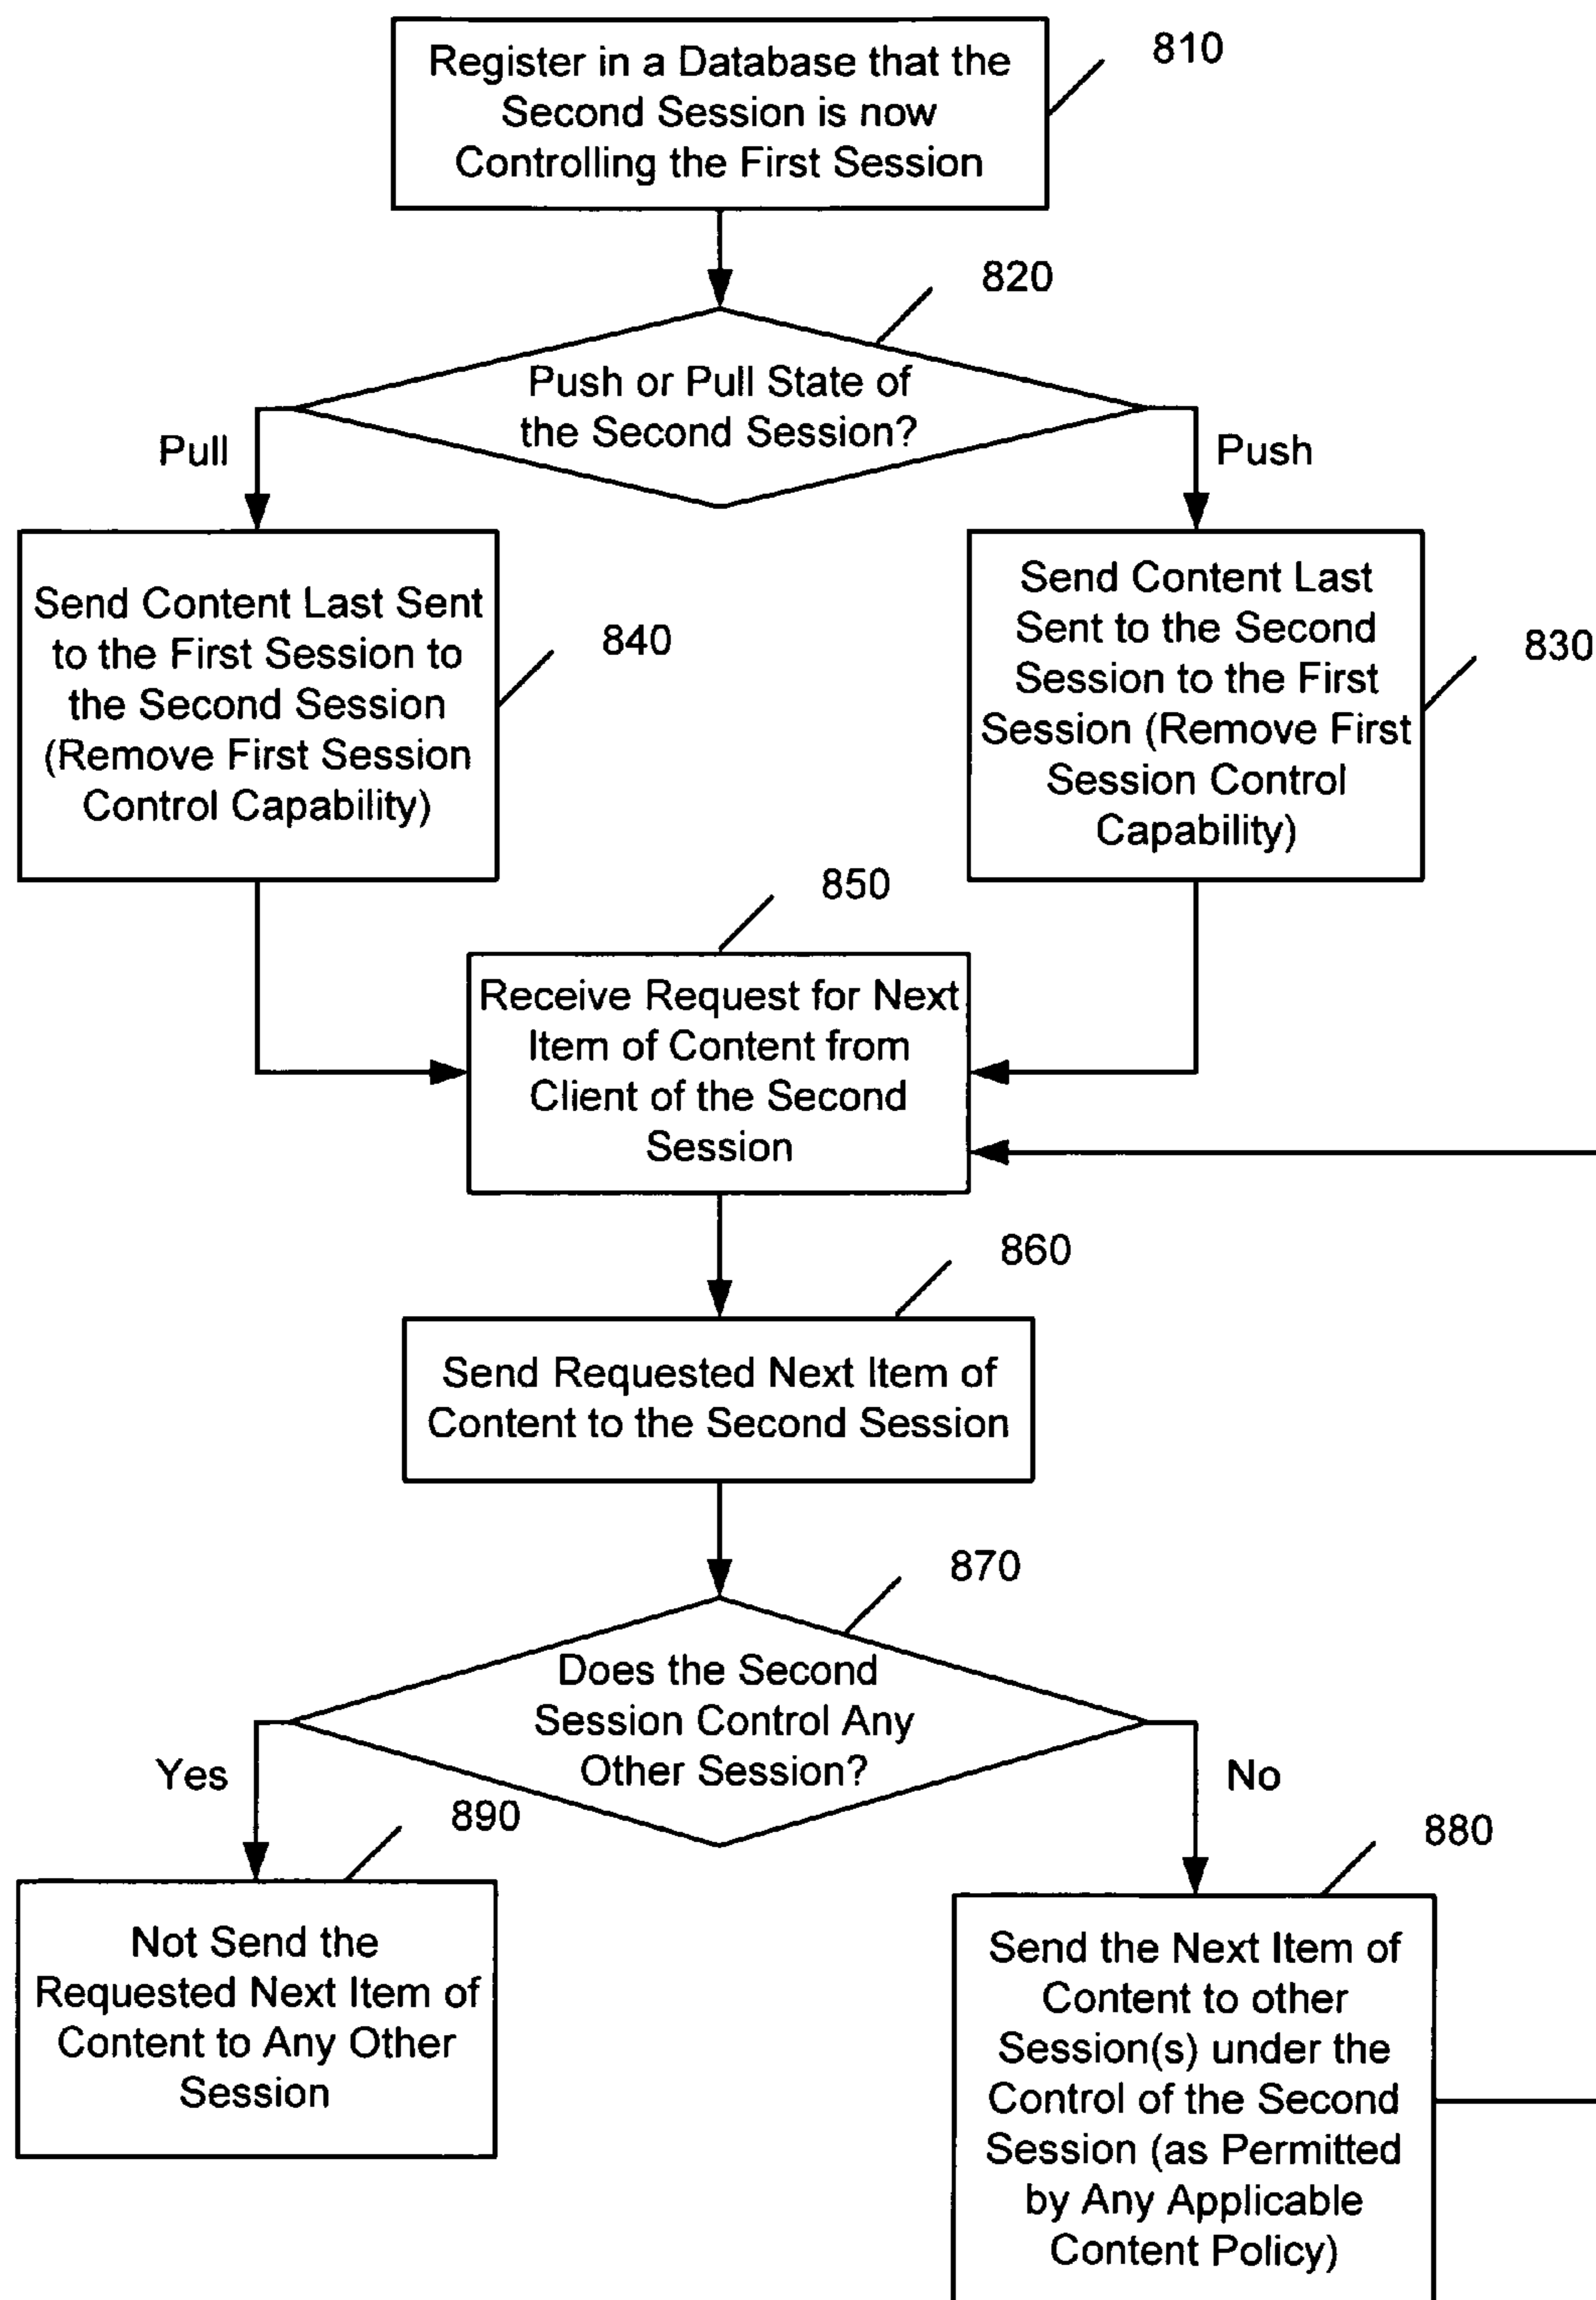 Register in a Database that the
Second Session is now
Controlling the First Session
810
820
Push or Pull State of
the Second Session?
Pull
Push
Send Content Last Sent
to the First Session to
the Second Session
(Remove First Session
Control Capability)
840
Send Content Last
Sent to the Second
Session to the First
Session (Remove First
Session Control
Capability)
830
850
Receive Request for Next
Item of Content from
Client of the Second
Session
860
Send Requested Next Item of
Content to the Second Session
870
Does the Second
Session Control Any
Other Session?
Yes
No
890
880
Not Send the
Requested Next Item of
Content to Any Other
Session
Send the Next Item of
Content to other
Session(s) under the
Control of the Second
Session (as Permitted
by Any Applicable
Content Policy)